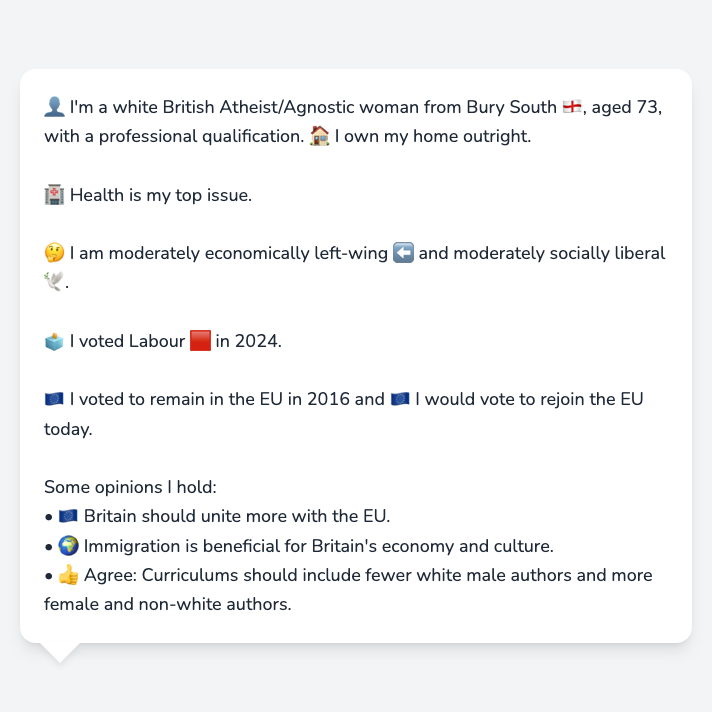 👤 I'm a white British Atheist/Agnostic woman from Bury South 🏴󠁧󠁢󠁥󠁮󠁧󠁿, aged 73,
with a professional qualification. 🏠 I own my home outright.
🏥 Health is my top issue.
🤔 I am moderately economically left-wing ⬅️ and moderately socially liberal
🕊️.
🗳️ I voted Labour 🟥 in 2024.
🇪🇺 I voted to remain in the EU in 2016 and 🇪🇺 I would vote to rejoin the EU
today.
Some opinions I hold:
• 🇪🇺 Britain should unite more with the EU.
• 🌍 Immigration is beneficial for Britain's economy and culture.
• 👍 Agree: Curriculums should include fewer white male authors and more
female and non-white authors.